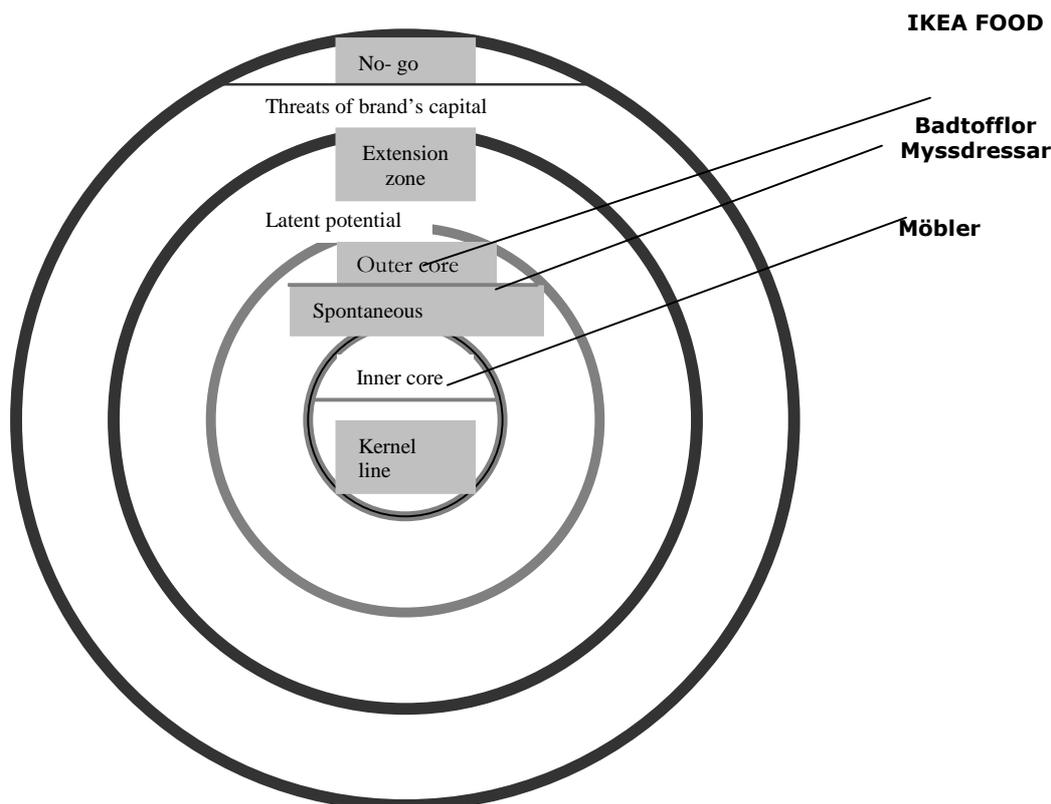 IKEA FOOD
No- go
Threats of brand’s capital
Badtofflor
Myssdressar
Extension
zone
Latent potential
Möbler
Outer core
Spontaneous
Inner core
Kernel
line